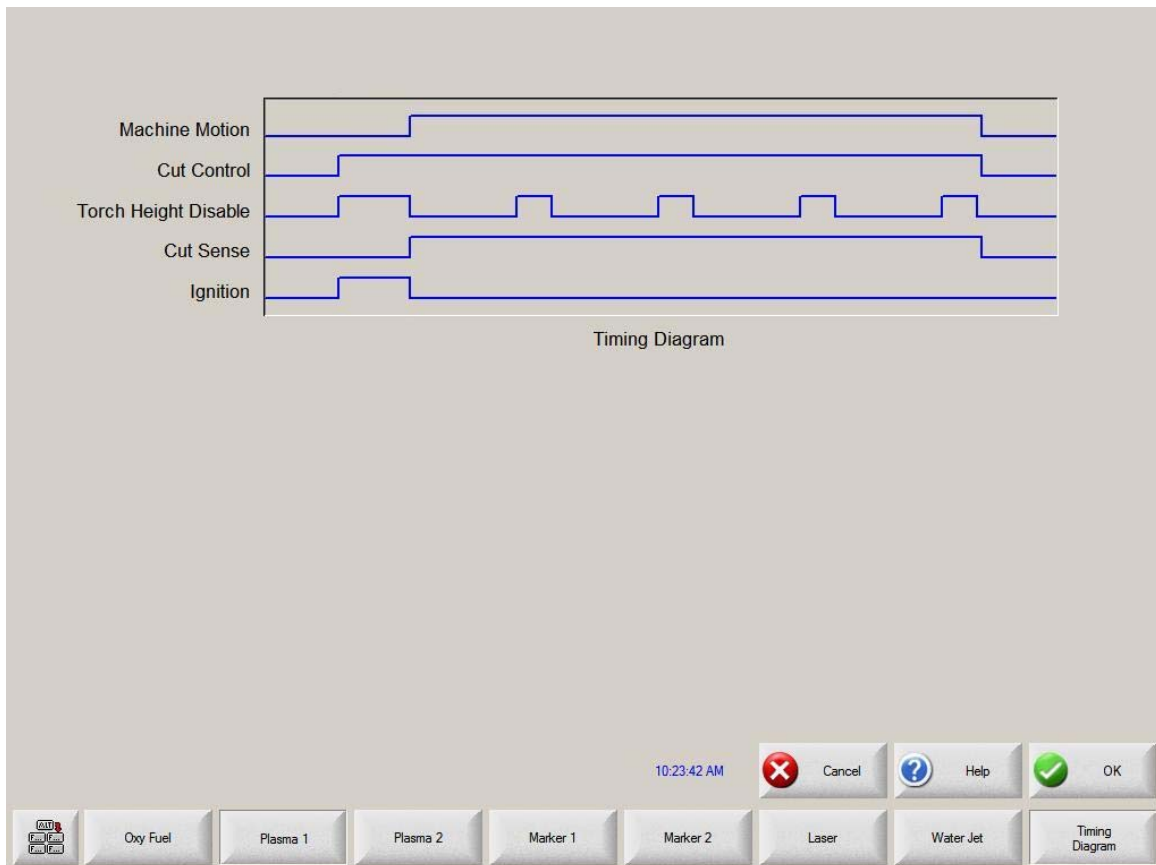 Machine Motion
Cut Control
Torch Height Disable
Cut Sense
Ignition
Timing Diagram
10:23:42 AM
Cancel
Help
OK
ALT
F... F...
F... F...
Oxy Fuel
Plasma 1
Plasma 2
Marker 1
Marker 2
Laser
Water Jet
Timing
Diagram